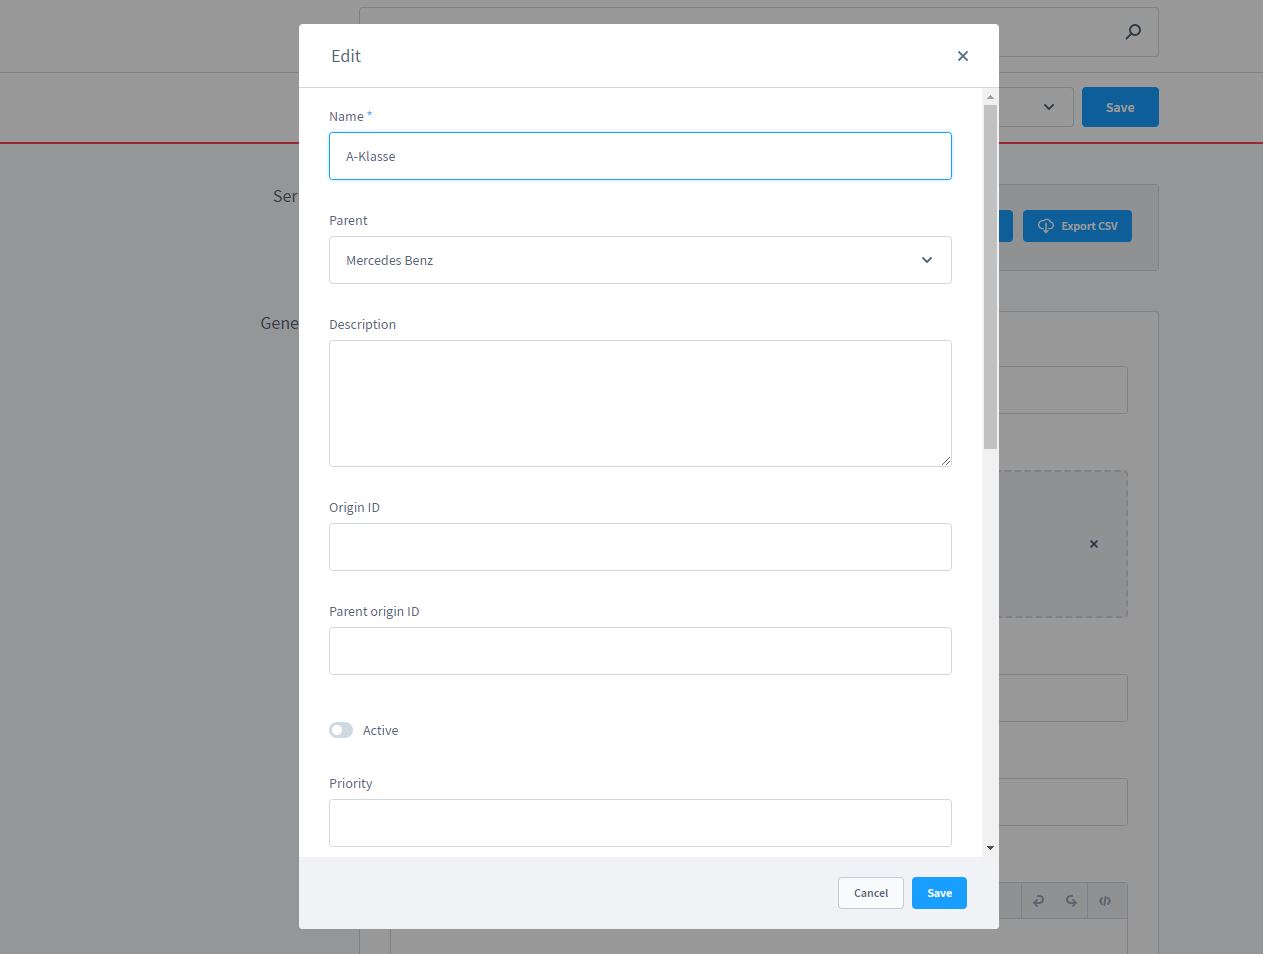 Edit
Save
Name *
A-Klasse
Ser
Parent
Export CSV
Mercedes Benz
Gene
Description
Origin ID
Parent origin ID
Active
Priority
Cancel
Save